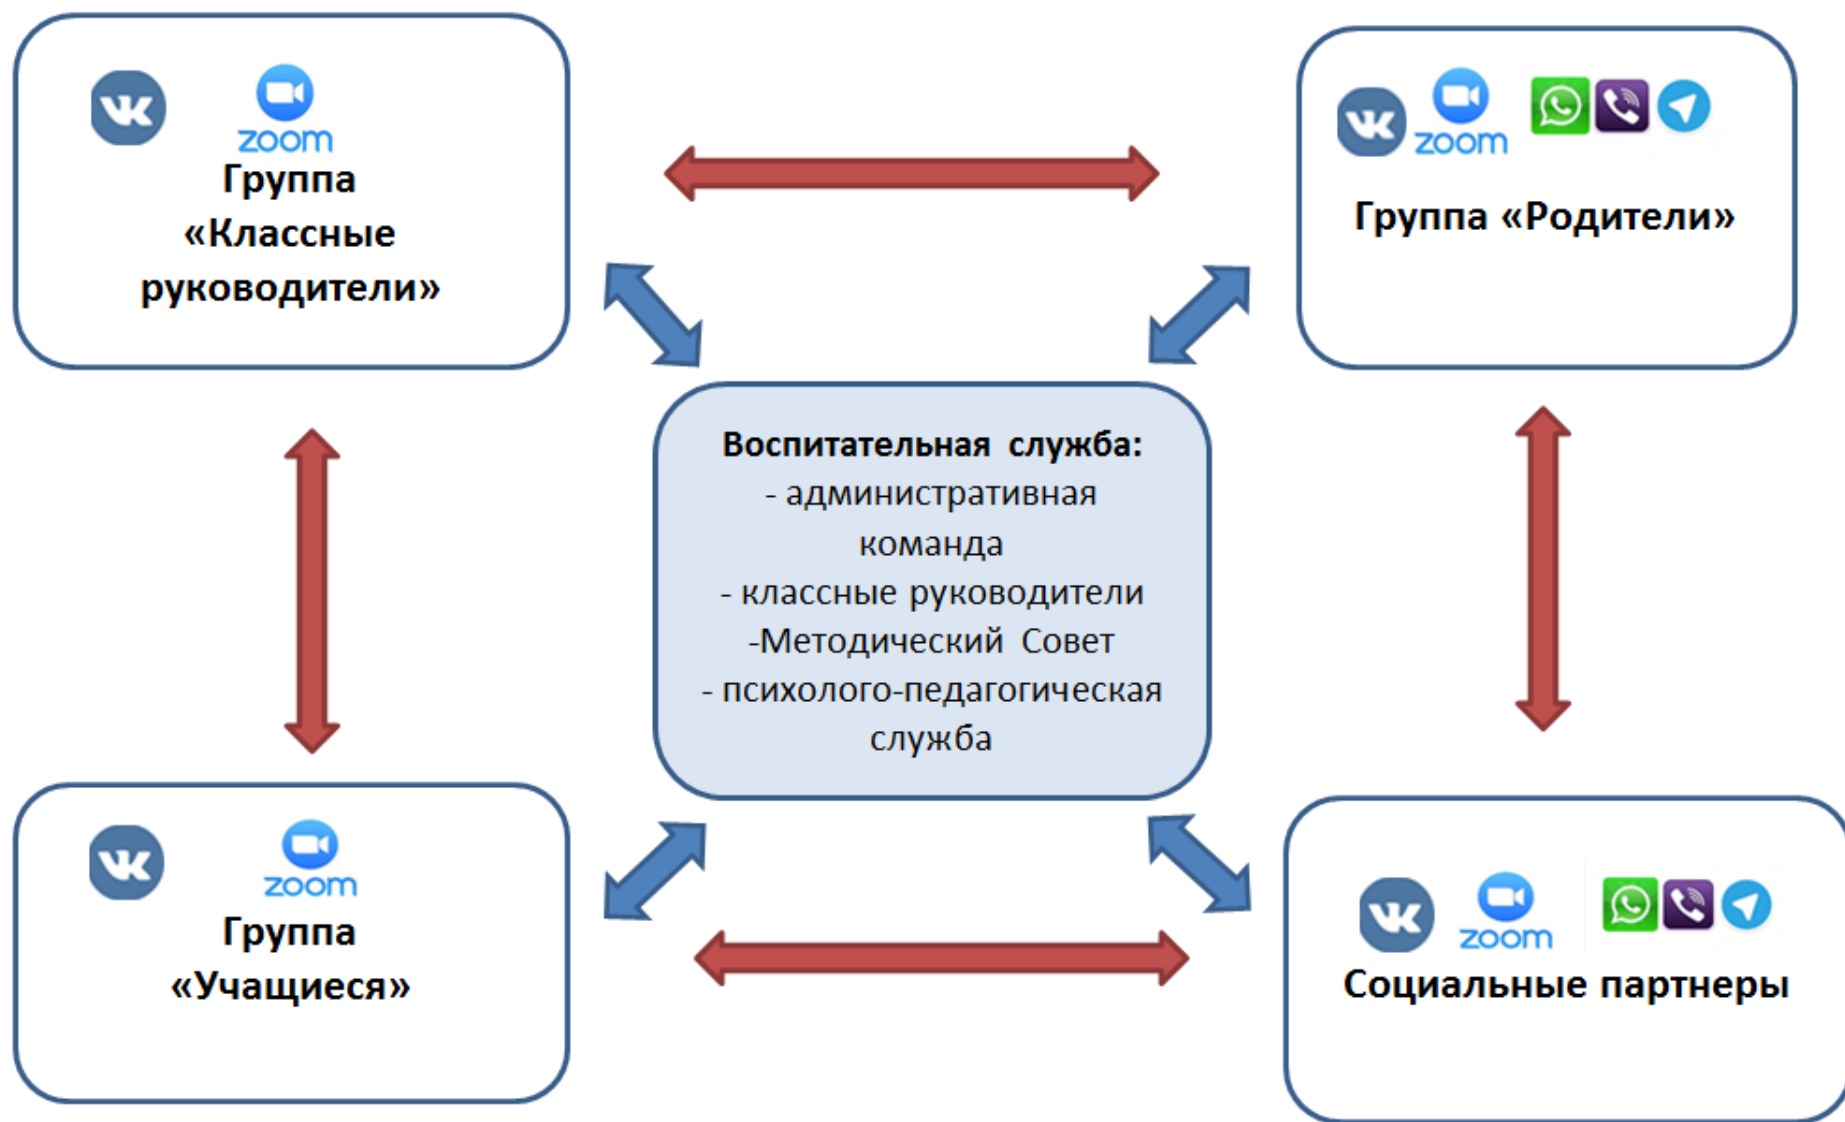 zoom
Группа
«Классные
руководители»
zoom
Группа «Родители»
Воспитательная служба:
- административная
команда
- классные руководители
-Методический Совет
- психолого-педагогическая
служба
zoom
Группа
«Учащиеся»
zoom
Социальные партнеры